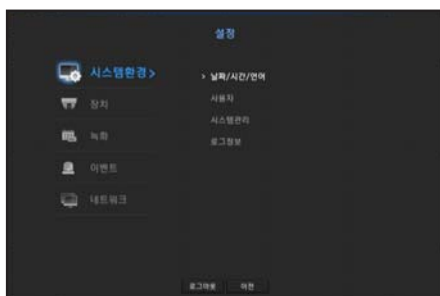 설정
시스템환경>
> 날짜/시간/언어
장치
사용자
시스템관리
녹화
로그정보
이벤트
네트워크
로그아웃
이전